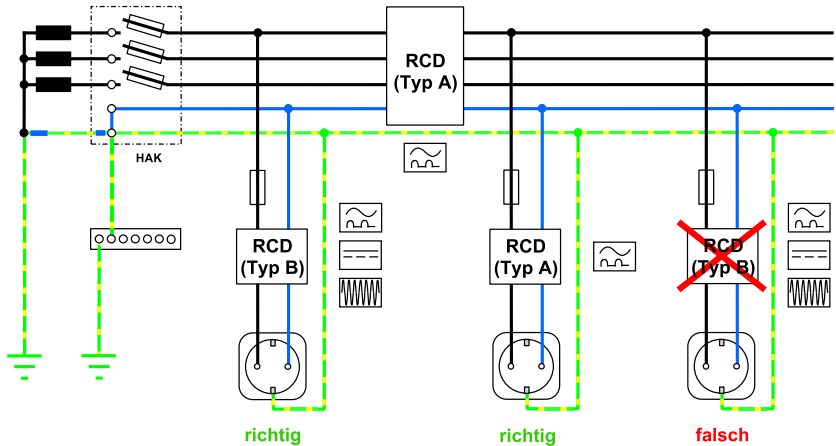 RCD
(Typ A)
HAK
RCD
(Typ B)
RCD
(Typ A)
RCD
(Typ B)
richtig
richtig
falsch